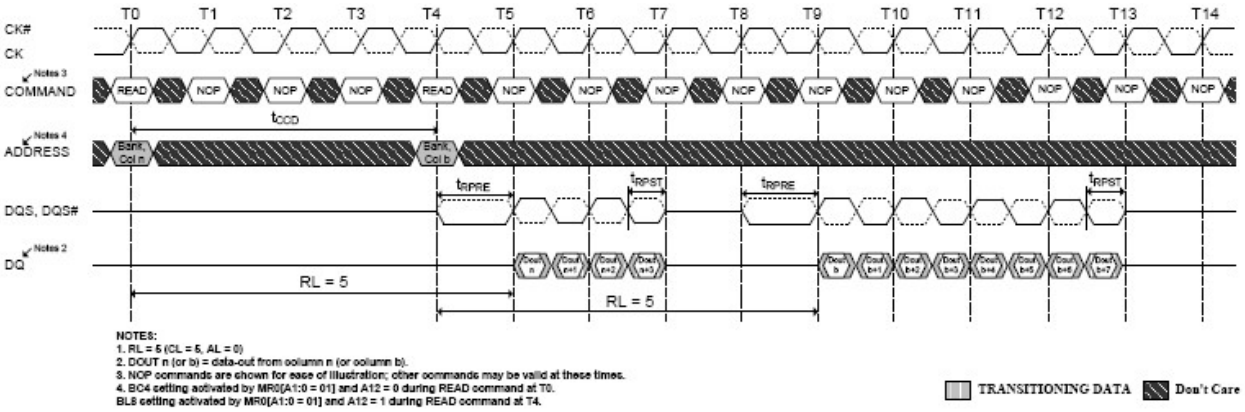 T0 T1 T2 T3 T4 T5 T6 T7 T8 T9 T10 T11 T12 T13 T14
CK#
CK
Notes 3
COMMAND READ NOP NOP NOP READ NOP NOP NOP NOP NOP NOP NOP NOP NOP NOP
tCCD
Notes 4
ADDRESS Bank, Col n Bank, Col b
tRPRE tRPST tRPRE tRPST
DQS, DQS#
Notes 2
DQ Dout n Dout n+1 Dout n+2 Dout n+3 Dout b Dout b+1 Dout b+2 Dout b+3 Dout b+4 Dout b+5 Dout b+6 Dout b+7
RL = 5
RL = 5
NOTES:
1. RL = 5 (CL = 5, AL = 0)
2. DOUT n (or b) = data-out from column n (or column b).
3. NOP commands are shown for ease of illustration; other commands may be valid at these times.
4. BC4 setting activated by MR0[A1:0 = 01] and A12 = 0 during READ command at T0.
BL8 setting activated by MR0[A1:0 = 01] and A12 = 1 during READ command at T4.
TRANSITIONING DATA Don't Care